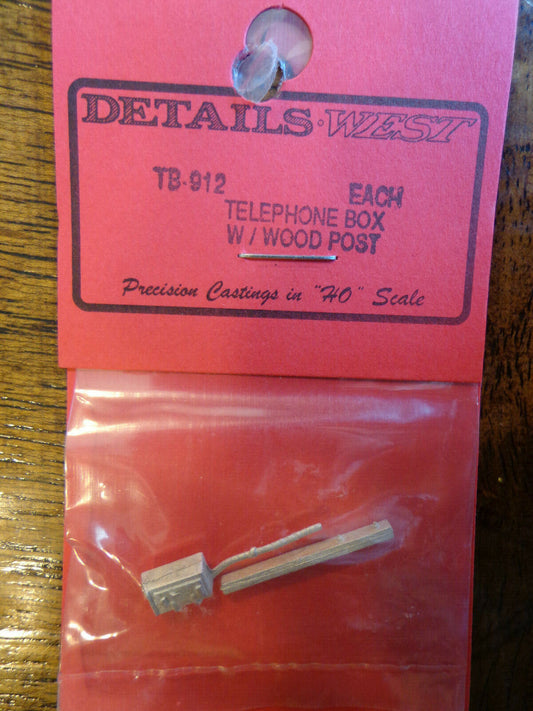 DETAILS·WEST
TB-912 EACH
TELEPHONE BOX
W/WOOD POST
Precision Castings in "HO" Scale